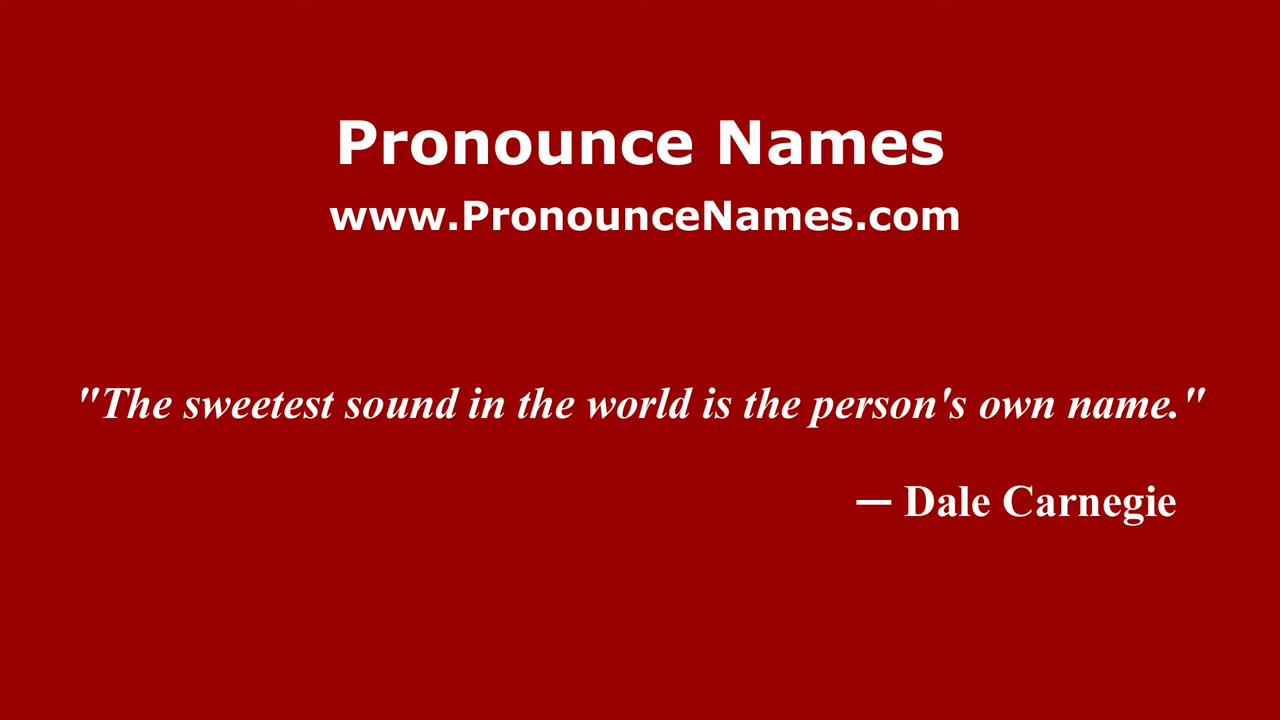 Pronounce Names
www.PronounceNames.com
"The sweetest sound in the world is the person's own name."
— Dale Carnegie